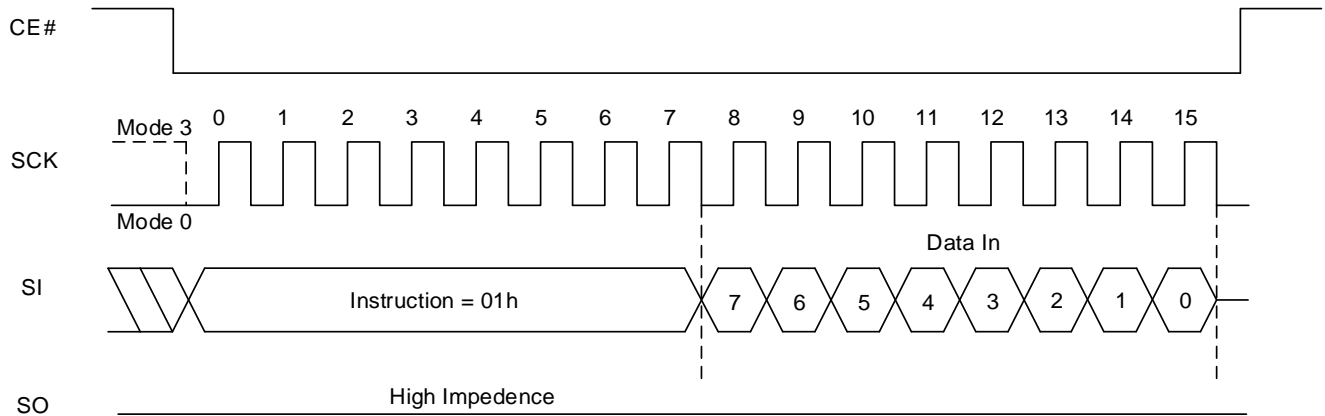 CE#
Mode 3 0 1 2 3 4 5 6 7 8 9 10 11 12 13 14 15
SCK
Mode 0
Data In
SI
Instruction = 01h 7 6 5 4 3 2 1 0
High Impedence
SO